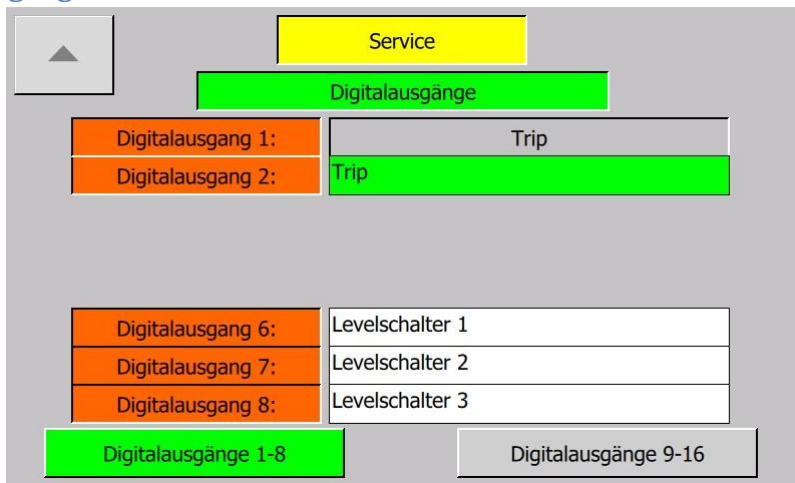 Service
Digitalausgänge
Digitalausgang 1: Trip
Digitalausgang 2: Trip
Digitalausgang 6: Levelschalter 1
Digitalausgang 7: Levelschalter 2
Digitalausgang 8: Levelschalter 3
Digitalausgänge 1-8 Digitalausgänge 9-16